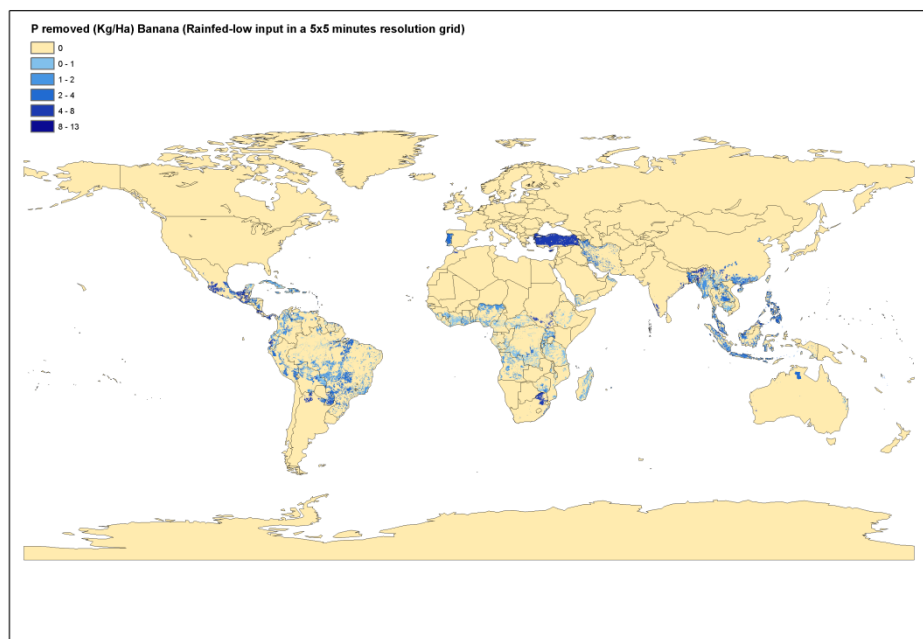 P removed (Kg/Ha) Banana (Rainfed-low input in a 5x5 minutes resolution grid)
0
0 - 1
1 - 2
2 - 4
4 - 8
8 - 13